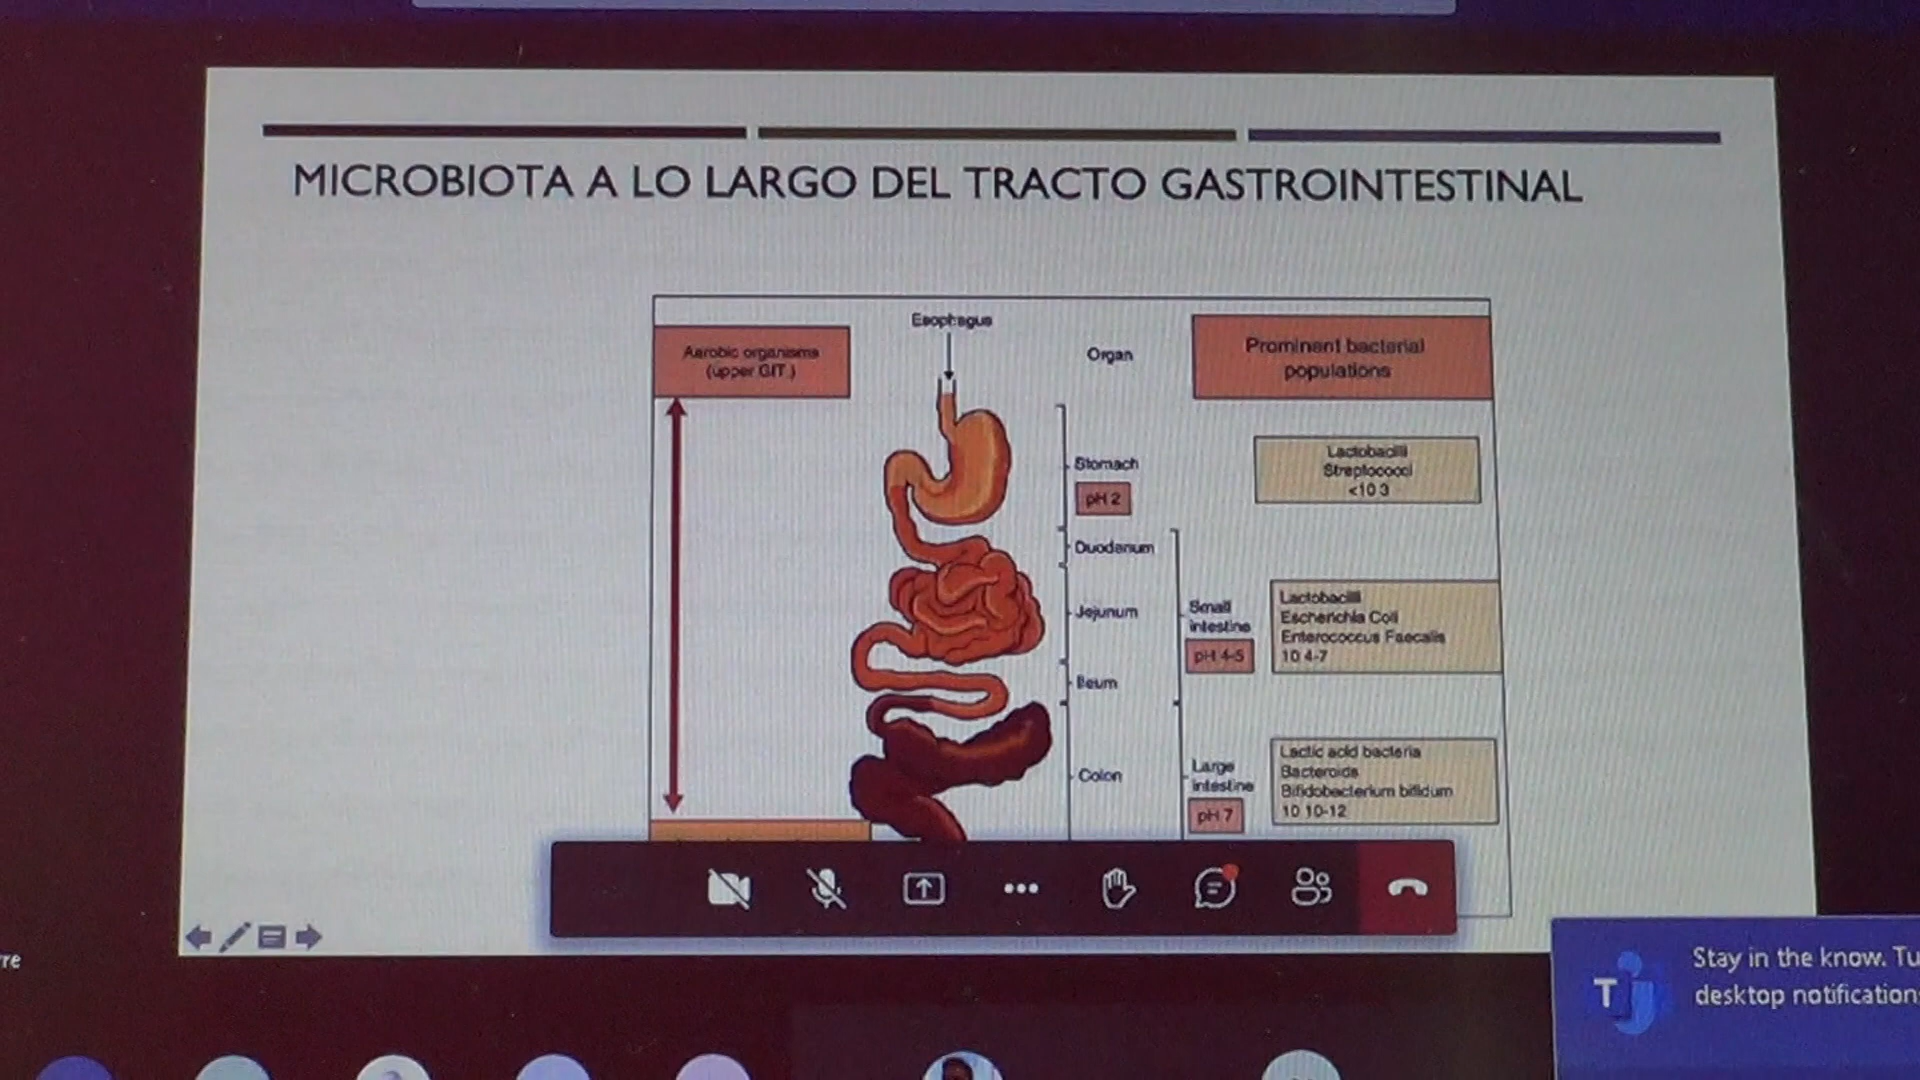 MICROBIOTA A LO LARGO DEL TRACTO GASTROINTESTINAL
Esophagus
Aerobic organisms
(upper GIT.)
Organ
Prominent bacterial
populations
Stomach
pH 2
Lactobacilli
Streptococci
<10 3
Duodenum
Jejunum
Small
intestine
pH 4-5
Lactobacilli
Escherichia Coli
Enterococcus Faecalis
10 4-7
Ileum
Colon
Large
intestine
pH 7
Lactic acid bacteria
Bacteroids
Bifidobacterium bifidum
10 10-12
rre
T
Stay in the know. Tu
desktop notification